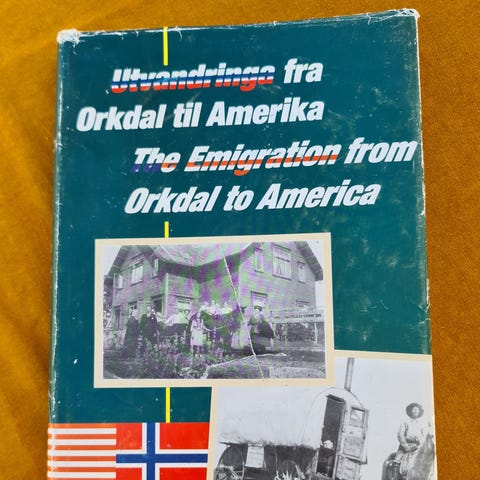 Utvandringa fra
Orkdal til Amerika
The Emigration from
Orkdal to America